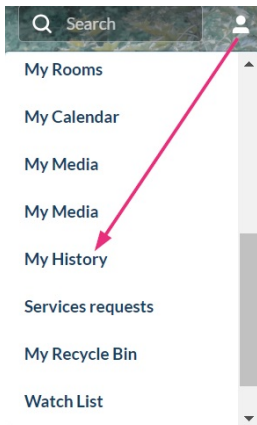 Search
My Rooms
My Calendar
My Media
My Media
My History
Services requests
My Recycle Bin
Watch List